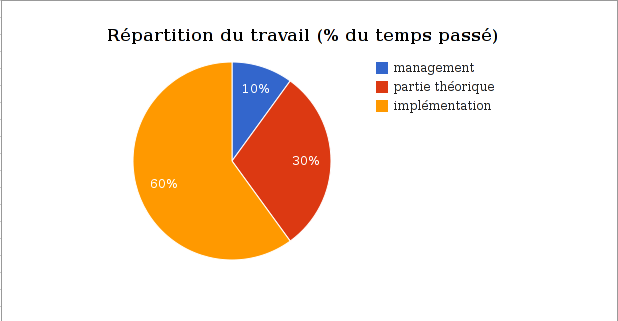 Répartition du travail (% du temps passé)
management
partie théorique
implémentation
10%
30%
60%